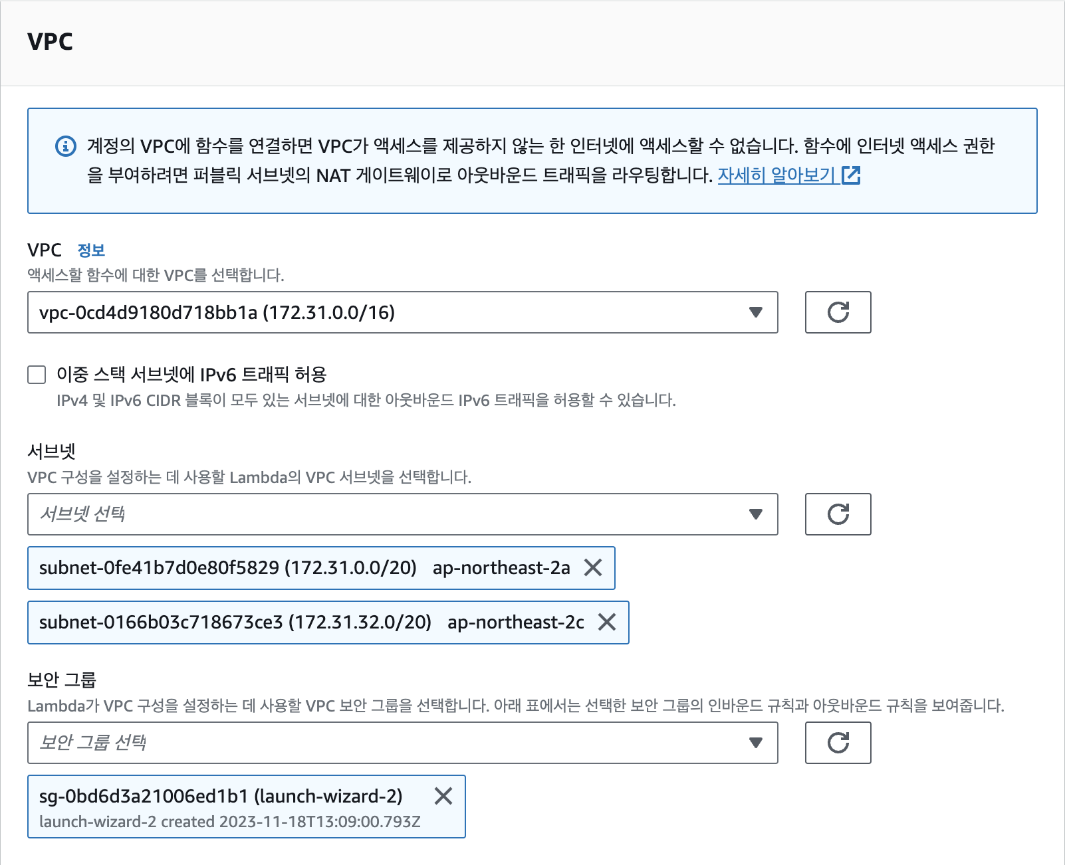 VPC
계정의 VPC에 함수를 연결하면 VPC가 액세스를 제공하지 않는 한 인터넷에 액세스할 수 없습니다. 함수에 인터넷 액세스 권한
을 부여하려면 퍼블릭 서브넷의 NAT 게이트웨이로 아웃바운드 트래픽을 라우팅합니다. 자세히 알아보기
VPC 정보
액세스할 함수에 대한 VPC를 선택합니다.
vpc-0cd4d9180d718bb1a (172.31.0.0/16)
이중 스택 서브넷에 IPv6 트래픽 허용
IPv4 및 IPv6 CIDR 블록이 모두 있는 서브넷에 대한 아웃바운드 IPv6 트래픽을 허용할 수 있습니다.
서브넷
VPC 구성을 설정하는 데 사용할 Lambda의 VPC 서브넷을 선택합니다.
서브넷 선택
subnet-0fe41b7d0e80f5829 (172.31.0.0/20) ap-northeast-2a
subnet-0166b03c718673ce3 (172.31.32.0/20) ap-northeast-2c
보안 그룹
Lambda가 VPC 구성을 설정하는 데 사용할 VPC 보안 그룹을 선택합니다. 아래 표에서는 선택한 보안 그룹의 인바운드 규칙과 아웃바운드 규칙을 보여줍니다.
보안 그룹 선택
sg-0bd6d3a21006ed1b1 (launch-wizard-2)
launch-wizard-2 created 2023-11-18T13:09:00.793Z